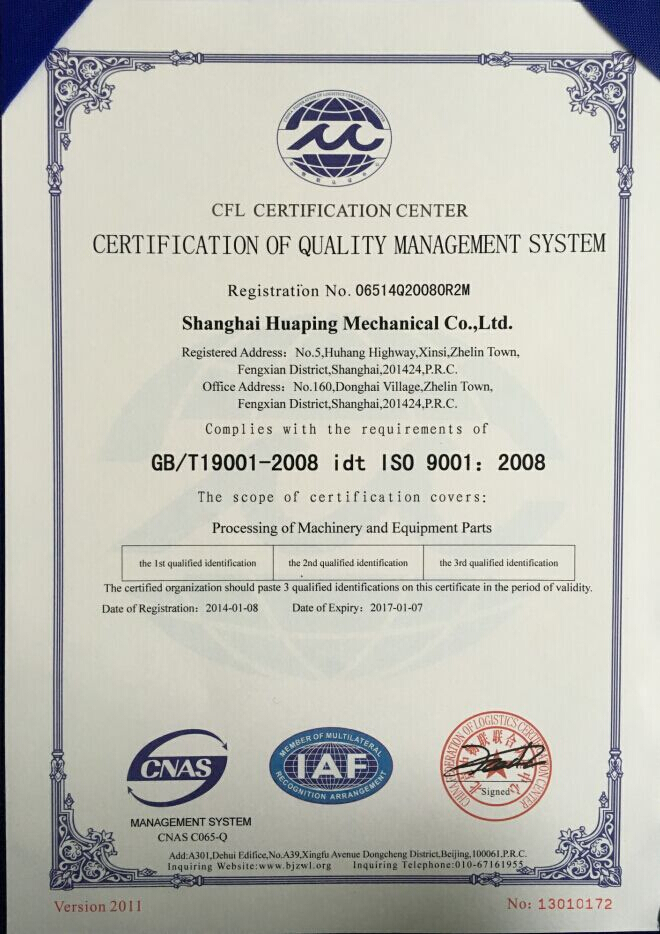 CFL CERTIFICATION CENTER
CERTIFICATION OF QUALITY MANAGEMENT SYSTEM
Registration No. 06514Q20080R2M
Shanghai Huaping Mechanical Co.,Ltd.
Registered Address: No.5,Huhang Highway,Xinsi,Zhelin Town,
Fengxian District,Shanghai,201424,P.R.C.
Office Address: No.160,Donghai Village,Zhelin Town,
Fengxian District,Shanghai,201424,P.R.C.
Complies with the requirements of
GB/T19001-2008 idt ISO 9001: 2008
The scope of certification covers:
Processing of Machinery and Equipment Parts
the 1st qualified identification the 2nd qualified identification the 3rd qualified identification
The certified organization should paste 3 qualified identifications on this certificate in the period of validity.
Date of Registration: 2014-01-08 Date of Expiry: 2017-01-07
CNAS
MANAGEMENT SYSTEM
CNAS C065-Q
MEMBER OF MULTILATERAL
IAF
RECOGNITION ARRANGEMENT
CHINA FEDERATION OF LOGISTICS CERTIFICATION CENTER
Signed
Add:A301,Dehui Edifice,No.A39,Xingfu Avenue Dongcheng District,Beijing,100061,P.R.C.
Inquiring Website:www.bjzwl.org Inquiring Telephone:010-67161955
Version 2011
No: 13010172